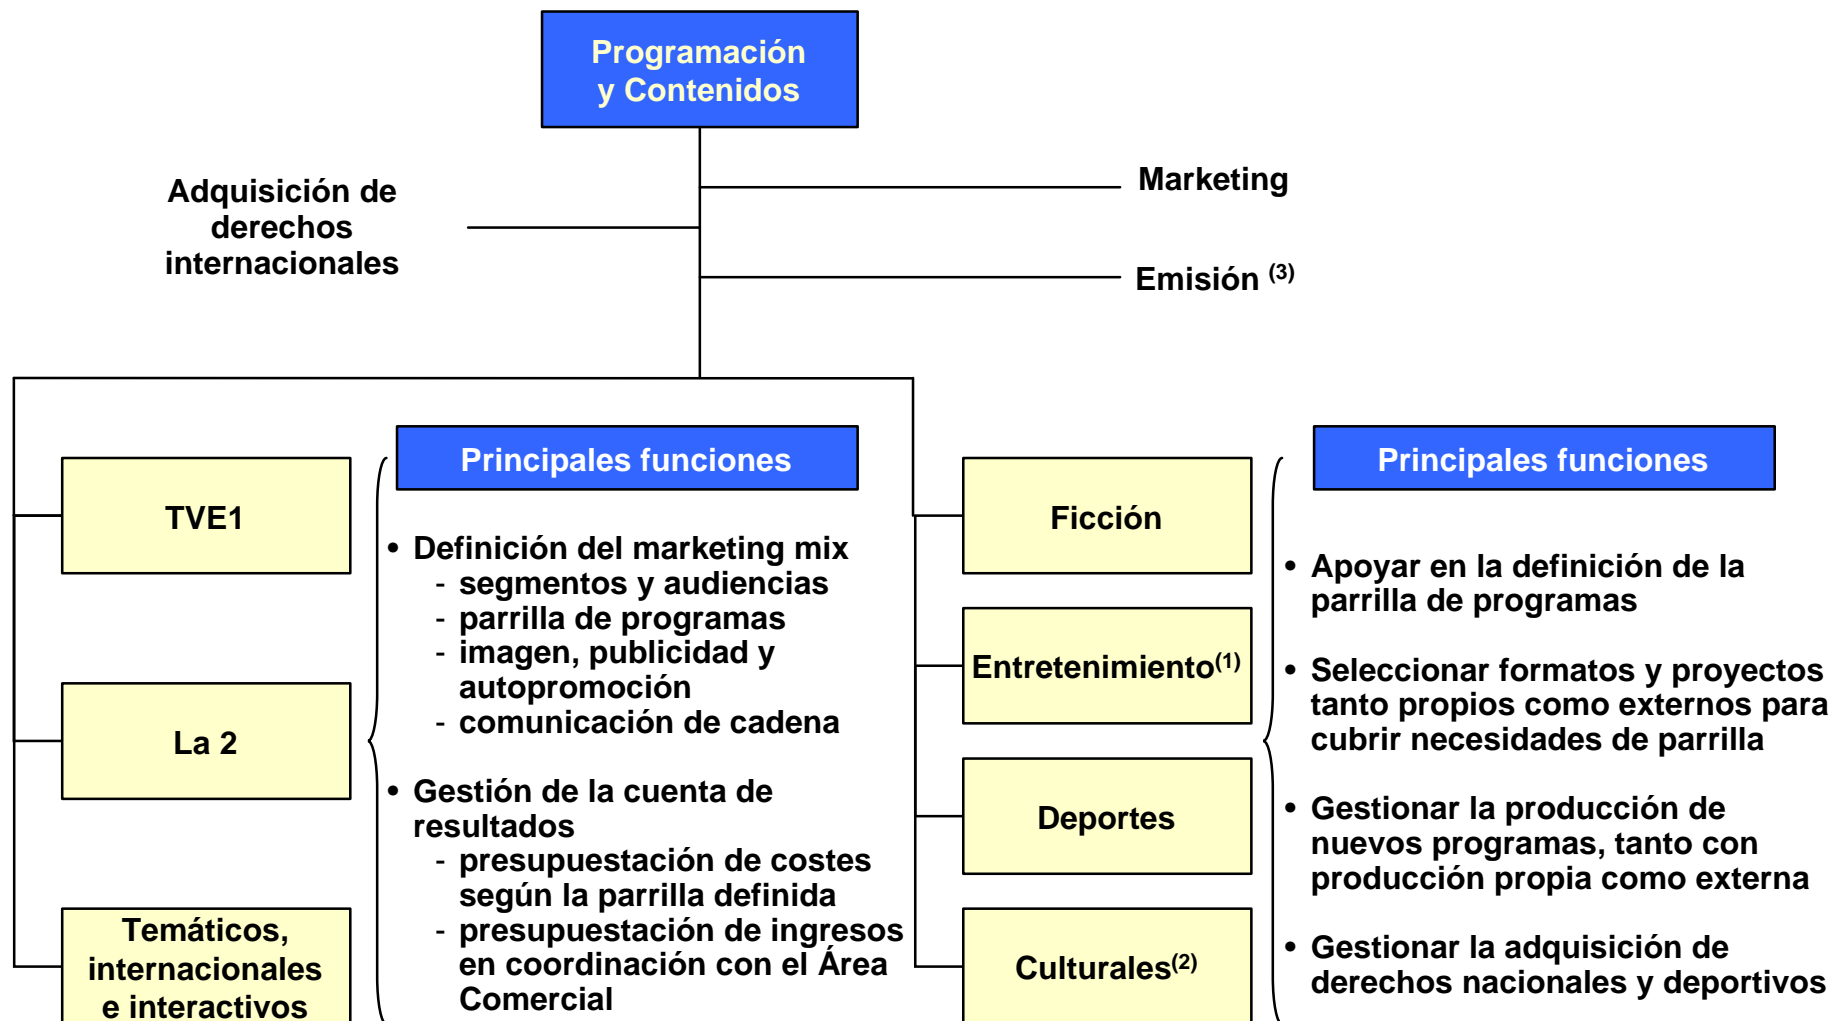 Programación
y Contenidos
Adquisición de
derechos
internacionales
Marketing
Emisión (3)
TVE1
La 2
Temáticos,
internacionales
e interactivos
Principales funciones
• Definición del marketing mix
- segmentos y audiencias
- parrilla de programas
- imagen, publicidad y
autopromoción
- comunicación de cadena
• Gestión de la cuenta de
resultados
- presupuestación de costes
según la parrilla definida
- presupuestación de ingresos
en coordinación con el Área
Comercial
Ficción
Entretenimiento(1)
Deportes
Culturales(2)
Principales funciones
• Apoyar en la definición de la
parrilla de programas
• Seleccionar formatos y proyectos
tanto propios como externos para
cubrir necesidades de parrilla
• Gestionar la producción de
nuevos programas, tanto con
producción propia como externa
• Gestionar la adquisición de
derechos nacionales y deportivos